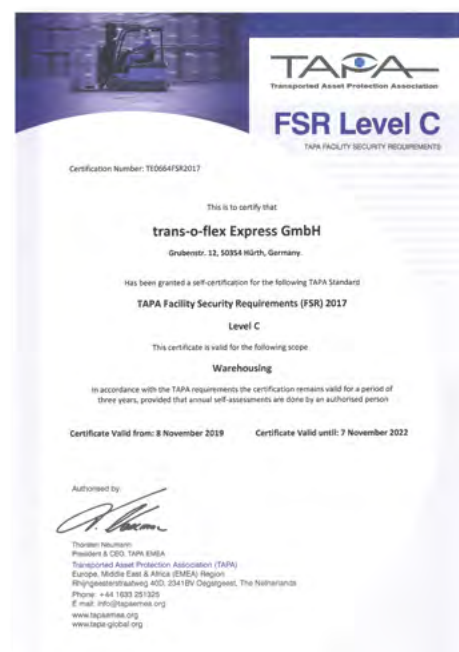 TAPA
Transported Asset Protection Association
FSR Level C
TAPA FACILITY SECURITY REQUIREMENTS
Certification Number: TE0664FSR2017
This is to certify that
trans-o-flex Express GmbH
Grubenstr. 12, 50354 Hürth, Germany
Has been granted a self-certification for the following TAPA Standard
TAPA Facility Security Requirements (FSR) 2017
Level C
This certificate is valid for the following scope
Warehousing
In accordance with the TAPA requirements the certification remains valid for a period of
three years, provided that annual self-assessments are done by an authorised person
Certificate Valid from: 8 November 2019 Certificate Valid until: 7 November 2022
Authorised by:
Thorsten Neumann
President & CEO, TAPA EMEA
Transported Asset Protection Association (TAPA)
Europe, Middle East & Africa (EMEA) Region
Rhijngeesterstraatweg 40D, 2341BV Oegstgeest, The Netherlands
Phone: +44 1633 251325
E mail: info@tapaemea.org
www.tapaemea.org
www.tapa-global.org